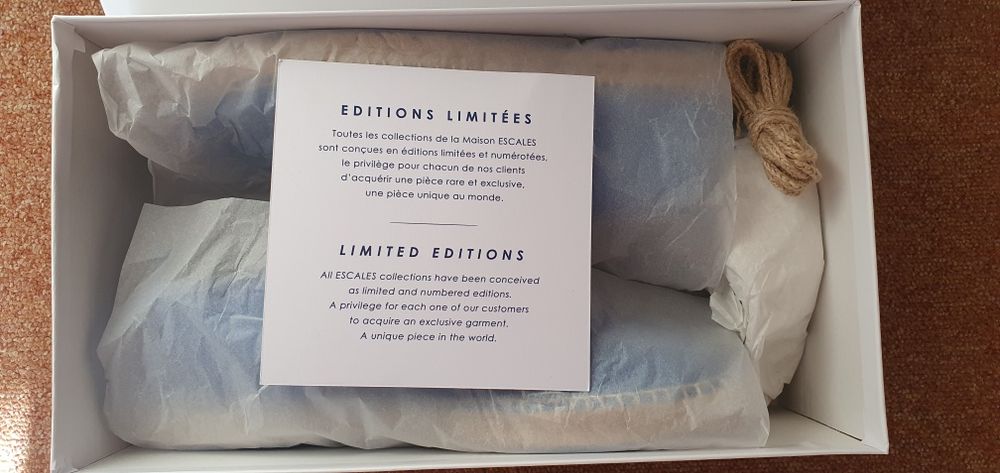 EDITIONS LIMITÉES
Toutes les collections de la Maison ESCALES
sont conçues en éditions limitées et numérotées,
le privilège pour chacun de nos clients
d'acquérir une pièce rare et exclusive,
une pièce unique au monde.
LIMITED EDITIONS
All ESCALES collections have been conceived
as limited and numbered editions.
A privilege for each one of our customers
to acquire an exclusive garment.
A unique piece in the world.